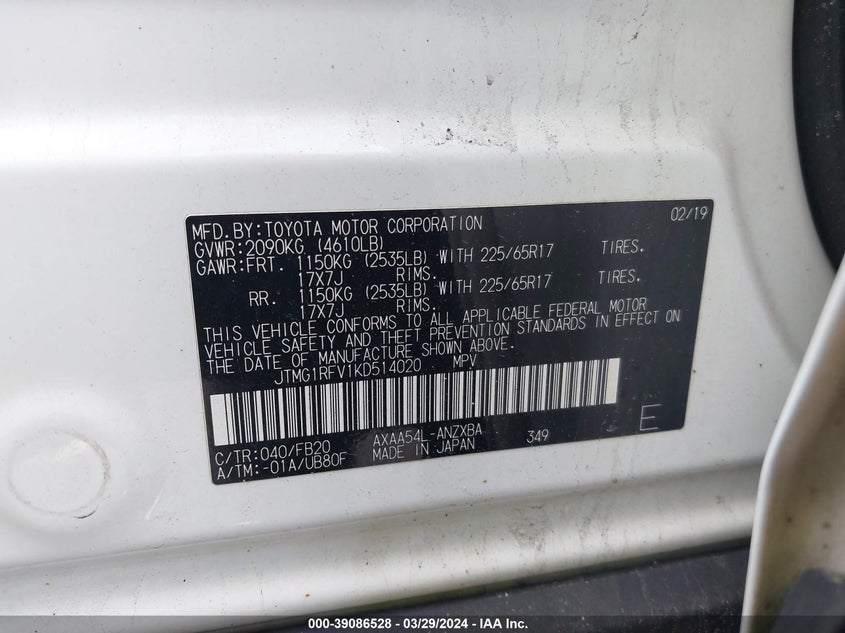 02/19
MFD.BY:TOYOTA MOTOR CORPORATION
GVWR:2090KG (4610LB)
GAWR:FRT. 1150KG (2535LB) WITH 225/65R17 TIRES.
17X7J RIMS.
RR. 1150KG (2535LB) WITH 225/65R17 TIRES.
17X7J RIMS.
THIS VEHICLE CONFORMS TO ALL APPLICABLE FEDERAL MOTOR
VEHICLE SAFETY AND THEFT PREVENTION STANDARDS IN EFFECT ON
THE DATE OF MANUFACTURE SHOWN ABOVE.
JTMG1RFV1KD514020 MPV
C/TR:040/FB20 AXAA54L-ANZXBA 349 E
A/TM:-01A/UB80F MADE IN JAPAN
000-39086528 - 03/29/2024 - IAA Inc.